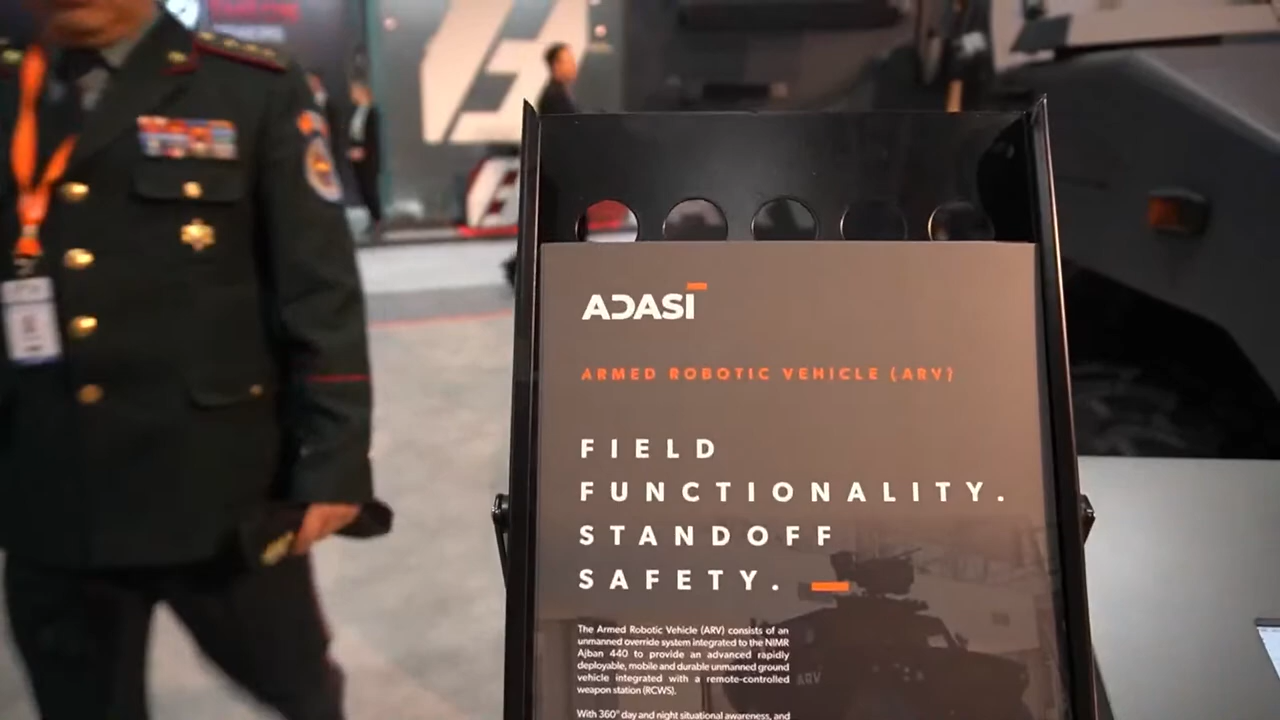 ADASI
ARMED ROBOTIC VEHICLE (ARV)
FIELD
FUNCTIONALITY.
STANDOFF
SAFETY.
The Armed Robotic Vehicle (ARV) consists of an
unmanned override system integrated to the NIMR
Ajban 440 to provide an advanced rapidly
deployable, mobile and durable unmanned ground
vehicle integrated with a remote-controlled
weapon station (RCWS).
With 360° day and night situational awareness, and
ARV